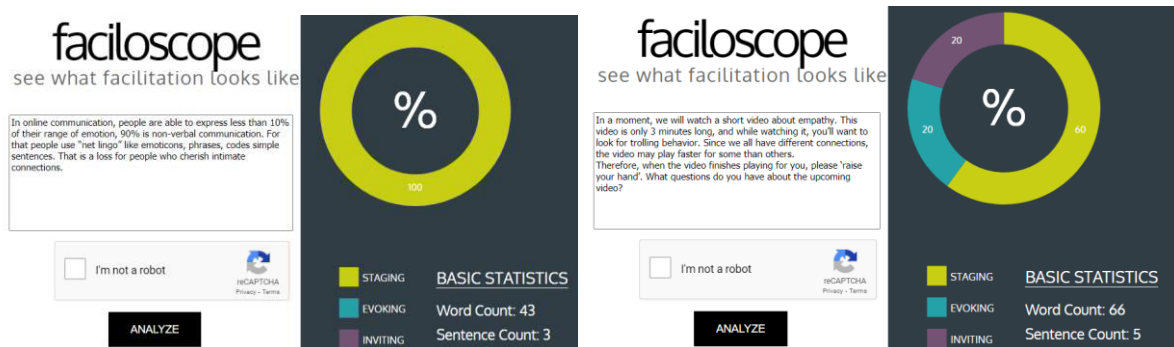 faciloscope
see what facilitation looks like
In online communication, people are able to express less than 10%
of their range of emotion, 90% is non-verbal communication. For
that people use "net lingo" like emoticons, phrases, codes simple
sentences. That is a loss for people who cherish intimate
connections.
I'm not a robot
reCAPTCHA
Privacy - Terms
ANALYZE
%
100
STAGING
EVOKING
INVITING
BASIC STATISTICS
Word Count: 43
Sentence Count: 3
faciloscope
see what facilitation looks like
In a moment, we will watch a short video about empathy. This
video is only 3 minutes long, and while watching it, you'll want to
look for trolling behavior. Since we all have different connections,
the video may play faster for some than others.
Therefore, when the video finishes playing for you, please 'raise
your hand'. What questions do you have about the upcoming
video?
I'm not a robot
reCAPTCHA
Privacy - Terms
ANALYZE
20
20
%
60
STAGING
EVOKING
INVITING
BASIC STATISTICS
Word Count: 66
Sentence Count: 5